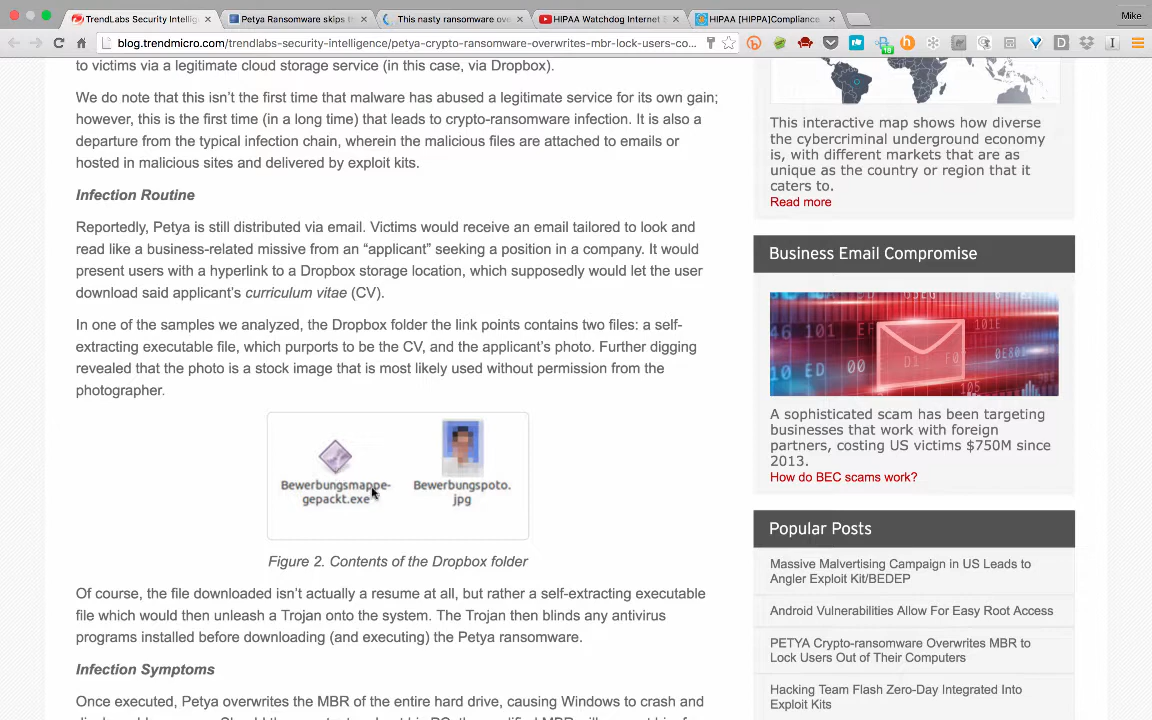 TrendLabs Security Intellig
Petya Ransomware skips th
This nasty ransomware ove
HIPAA Watchdog Internet
HIPAA [HIPPA]Compliance
Mike
blog.trendmicro.com/trendlabs-security-intelligence/petya-crypto-ransomware-overwrites-mbr-lock-users-co...
18
to victims via a legitimate cloud storage service (in this case, via Dropbox).
We do note that this isn't the first time that malware has abused a legitimate service for its own gain;
however, this is the first time (in a long time) that leads to crypto-ransomware infection. It is also a
departure from the typical infection chain, wherein the malicious files are attached to emails or
hosted in malicious sites and delivered by exploit kits.
Infection Routine
Reportedly, Petya is still distributed via email. Victims would receive an email tailored to look and
read like a business-related missive from an “applicant” seeking a position in a company. It would
present users with a hyperlink to a Dropbox storage location, which supposedly would let the user
download said applicant's curriculum vitae (CV).
In one of the samples we analyzed, the Dropbox folder the link points contains two files: a self-
extracting executable file, which purports to be the CV, and the applicant's photo. Further digging
revealed that the photo is a stock image that is most likely used without permission from the
photographer.
Bewerbungsmappe-
gepackt.exe
Bewerbungspoto.
jpg
Figure 2. Contents of the Dropbox folder
Of course, the file downloaded isn't actually a resume at all, but rather a self-extracting executable
file which would then unleash a Trojan onto the system. The Trojan then blinds any antivirus
programs installed before downloading (and executing) the Petya ransomware.
Infection Symptoms
Once executed, Petya overwrites the MBR of the entire hard drive, causing Windows to crash and
This interactive map shows how diverse
the cybercriminal underground economy
is, with different markets that are as
unique as the country or region that it
caters to.
Read more
Business Email Compromise
A sophisticated scam has been targeting
businesses that work with foreign
partners, costing US victims $750M since
2013.
How do BEC scams work?
Popular Posts
Massive Malvertising Campaign in US Leads to
Angler Exploit Kit/BEDEP
Android Vulnerabilities Allow For Easy Root Access
PETYA Crypto-ransomware Overwrites MBR to
Lock Users Out of Their Computers
Hacking Team Flash Zero-Day Integrated Into
Exploit Kits